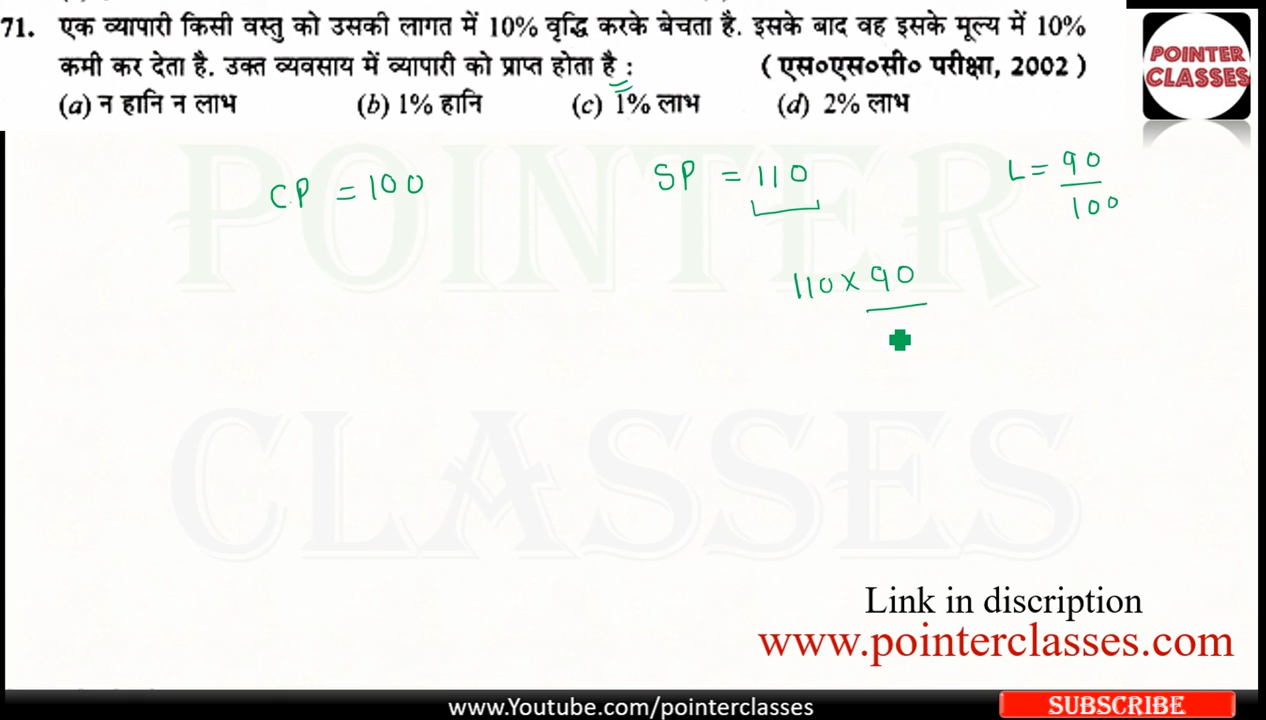 71. एक व्यापारी किसी वस्तु को उसकी लागत में 10% वृद्धि करके बेचता है. इसके बाद वह इसके मूल्य में 10%
कमी कर देता है. उक्त व्यवसाय में व्यापारी को प्राप्त होता है :
(एस०एस०सी० परीक्षा, 2002)
(a) न हानि न लाभ (b) 1% हानि (c) 1% लाभ (d) 2% लाभ
POINTER
CLASSES
CP = 100
SP = 110
L = 90
100
110 × 90
POINTER
CLASSES
Link in discription
www.pointerclasses.com
www.Youtube.com/pointerclasses
SUBSCRIBE